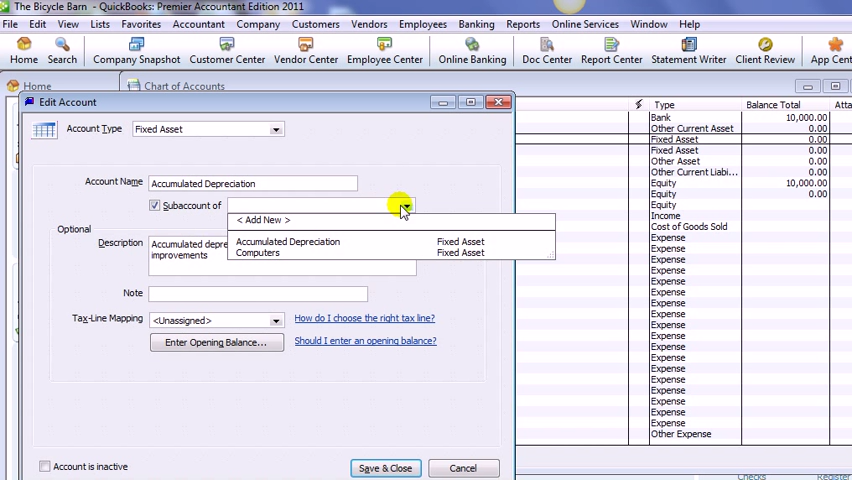 The Bicycle Barn - QuickBooks: Premier Accountant Edition 2011
File Edit View Lists Favorites Accountant Company Customers Vendors Employees Banking Reports Online Services Window Help
Home Search Company Snapshot Customer Center Vendor Center Employee Center Online Banking Doc Center Report Center Statement Writer Client Review App Cen
Home Chart of Accounts
Edit Account
Type Balance Total Atta
Account Type Fixed Asset
Bank 10,000.00
Other Current Asset 0.00
Fixed Asset 0.00
Fixed Asset 0.00
Other Asset 0.00
Other Current Liabi... 0.00
Account Name Accumulated Depreciation
Equity 10,000.00
Equity 0.00
Subaccount of
Equity
Income
< Add New >
Cost of Goods Sold
Optional
Expense
Description Accumulated depre
improvements
Accumulated Depreciation Fixed Asset
Computers Fixed Asset
Expense
Expense
Expense
Expense
Note
Expense
Expense
Tax-Line Mapping <Unassigned> How do I choose the right tax line?
Expense
Expense
Enter Opening Balance... Should I enter an opening balance?
Expense
Expense
Expense
Expense
Expense
Expense
Expense
Expense
Expense
Expense
Other Expense
Account is inactive Save & Close Cancel
Checks Register